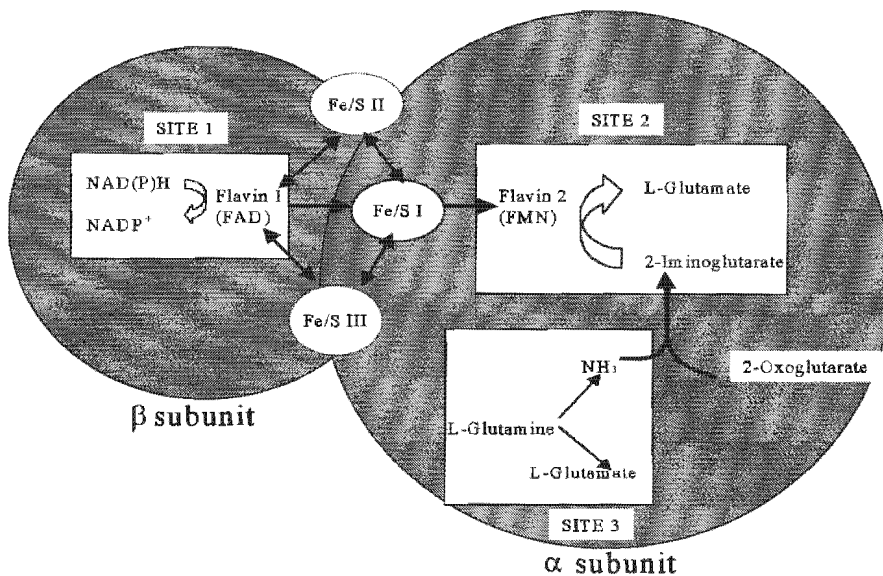 Fe/S II
SITE 1
SITE 2
NAD(P)H
Flavin 1
(FAD)
NADP⁺
Fe/S I
Flavin 2
(FMN)
L-Glutamate
2-Iminoglutarate
Fe/S III
NH₃
2-Oxoglutarate
L-Glutamine
L-Glutamate
SITE 3
β subunit
α subunit